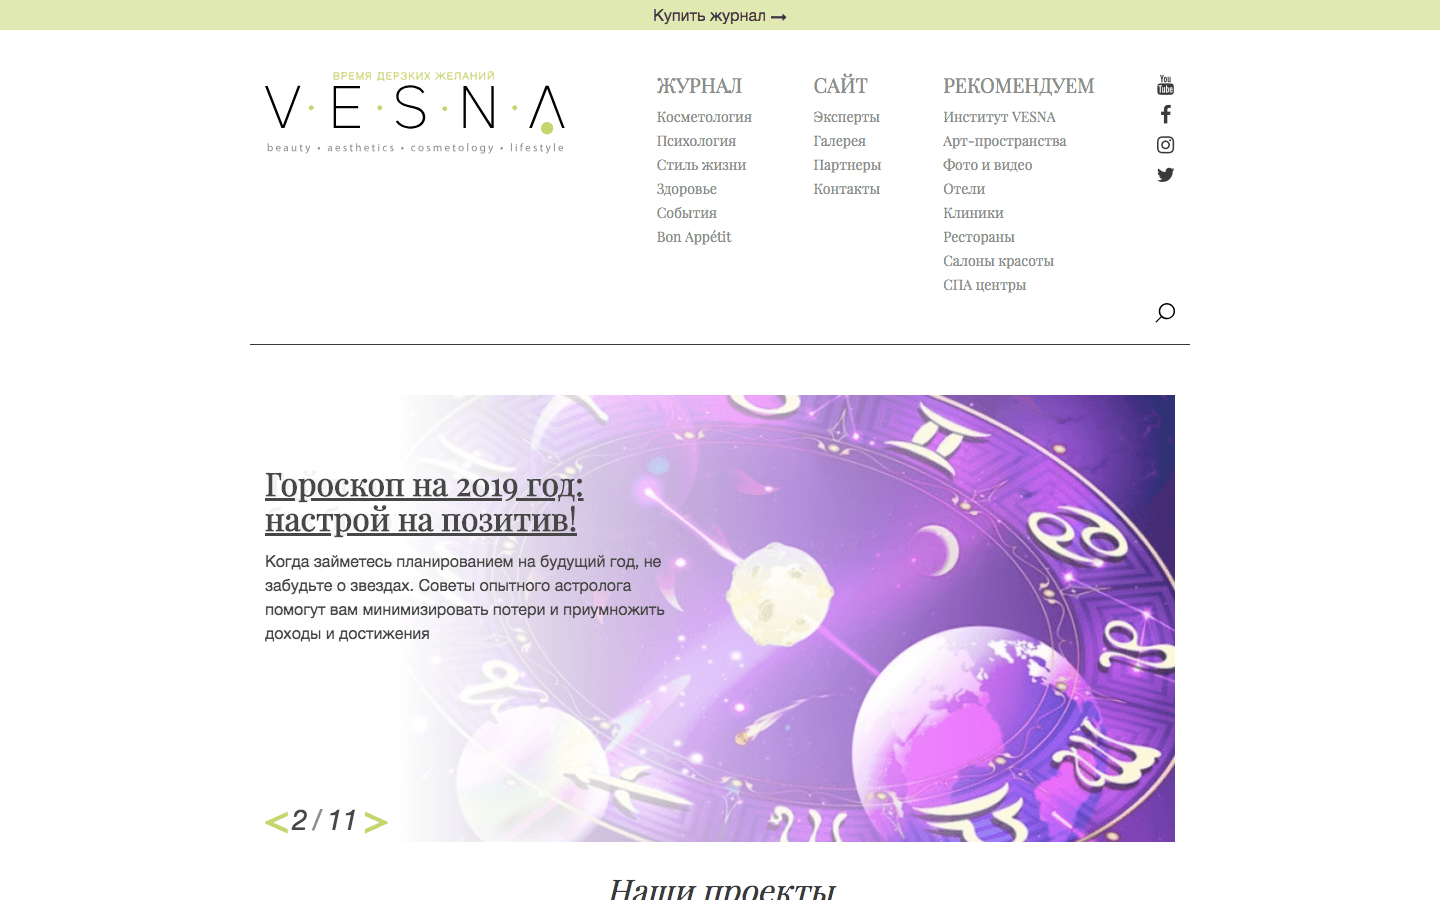 Купить журнал →
ВРЕМЯ ДЕРЗКИХ ЖЕЛАНИЙ
V•E•S•N•A
beauty • aesthetics • cosmetology • lifestyle
ЖУРНАЛ
Косметология
Психология
Стиль жизни
Здоровье
События
Bon Appétit
САЙТ
Эксперты
Галерея
Партнеры
Контакты
РЕКОМЕНДУЕМ
Институт VESNA
Арт-пространства
Фото и видео
Отели
Клиники
Рестораны
Салоны красоты
СПА центры
You
Tube
Гороскоп на 2019 год:
настрой на позитив!
Когда займетесь планированием на будущий год, не
забудьте о звездах. Советы опытного астролога
помогут вам минимизировать потери и приумножить
доходы и достижения
< 2 / 11 >
Наши проекты